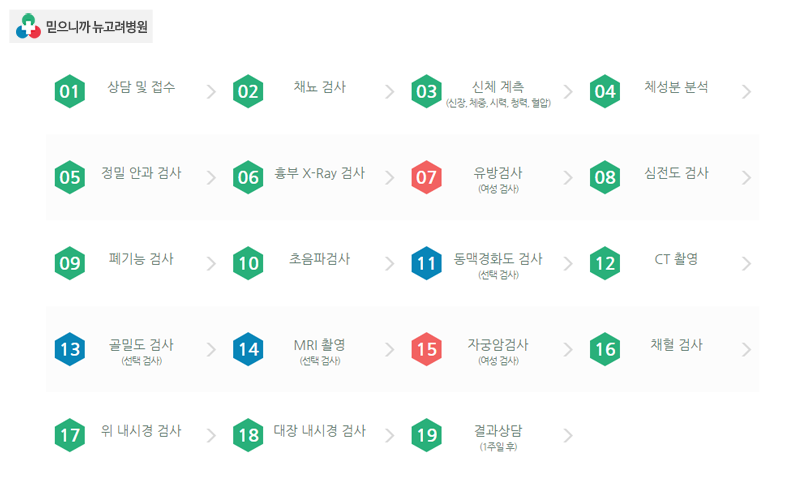 믿으니까 뉴고려병원
01 상담 및 접수
02 채뇨 검사
03 신체 계측
(신장, 체중, 시력, 청력, 혈압)
04 체성분 분석
05 정밀 안과 검사
06 흉부 X-Ray 검사
07 유방검사
(여성 검사)
08 심전도 검사
09 폐기능 검사
10 초음파검사
11 동맥경화도 검사
(선택 검사)
12 CT 촬영
13 골밀도 검사
(선택 검사)
14 MRI 촬영
(선택 검사)
15 자궁암검사
(여성 검사)
16 채혈 검사
17 위 내시경 검사
18 대장 내시경 검사
19 결과상담
(1주일 후)